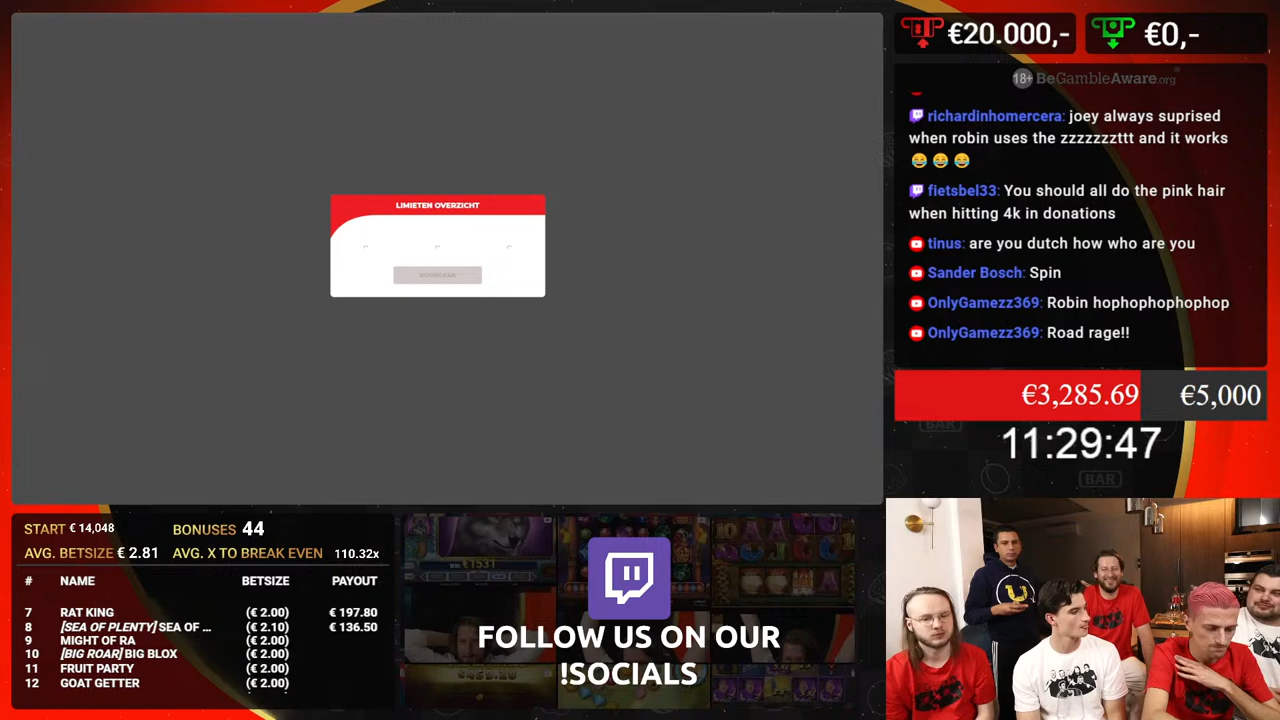 LIMIETEN OVERZICHT
DOORGAAN
€20.000,-
€0,-
18+ BeGambleAware.org
richardinhomercera: joey always suprised
when robin uses the zzzzzzzttt and it works
fietsbel33: You should all do the pink hair
when hitting 4k in donations
tinus: are you dutch how who are you
Sander Bosch: Spin
OnlyGamezz369: Robin hophophophophop
OnlyGamezz369: Road rage!!
€3,285.69 €5,000
11:29:47
BAR
BAR
START € 14,048 BONUSES 44
AVG. BETSIZE € 2.81 AVG. X TO BREAK EVEN 110.32x
# NAME BETSIZE PAYOUT
7 RAT KING (€ 2.00) € 197.80
8 [SEA OF PLENTY] SEA OF ... (€ 2.10) € 136.50
9 MIGHT OF RA (€ 2.00)
10 [BIG ROAR] BIG BLOX (€ 2.00)
11 FRUIT PARTY (€ 2.00)
12 GOAT GETTER (€ 2.00)
€1531
FOLLOW US ON OUR
!SOCIALS